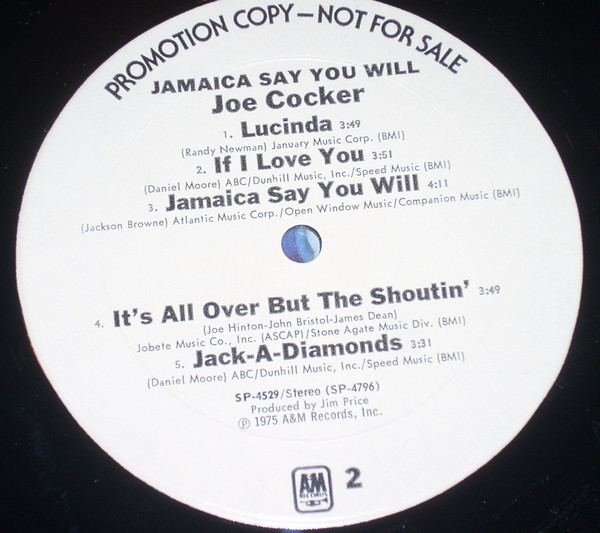 PROMOTION COPY—NOT FOR SALE
JAMAICA SAY YOU WILL
Joe Cocker
1. Lucinda 3:49
(Randy Newman) January Music Corp. (BMI)
2. If I Love You 3:51
(Daniel Moore) ABC/Dunhill Music, Inc./Speed Music (BMI)
3. Jamaica Say You Will 4:11
(Jackson Browne) Atlantic Music Corp./Open Window Music/Companion Music (BMI)
4. It's All Over But The Shoutin' 3:49
(Joe Hinton-John Bristol-James Dean)
Jobete Music Co., Inc. (ASCAP)/Stone Agate Music Div. (BMI)
5. Jack-A-Diamonds 3:31
(Daniel Moore) ABC/Dunhill Music, Inc./Speed Music (BMI)
SP-4529/Stereo (SP-4796)
Produced by Jim Price
℗ 1975 A&M Records, Inc.
A&M
RECORDS
2